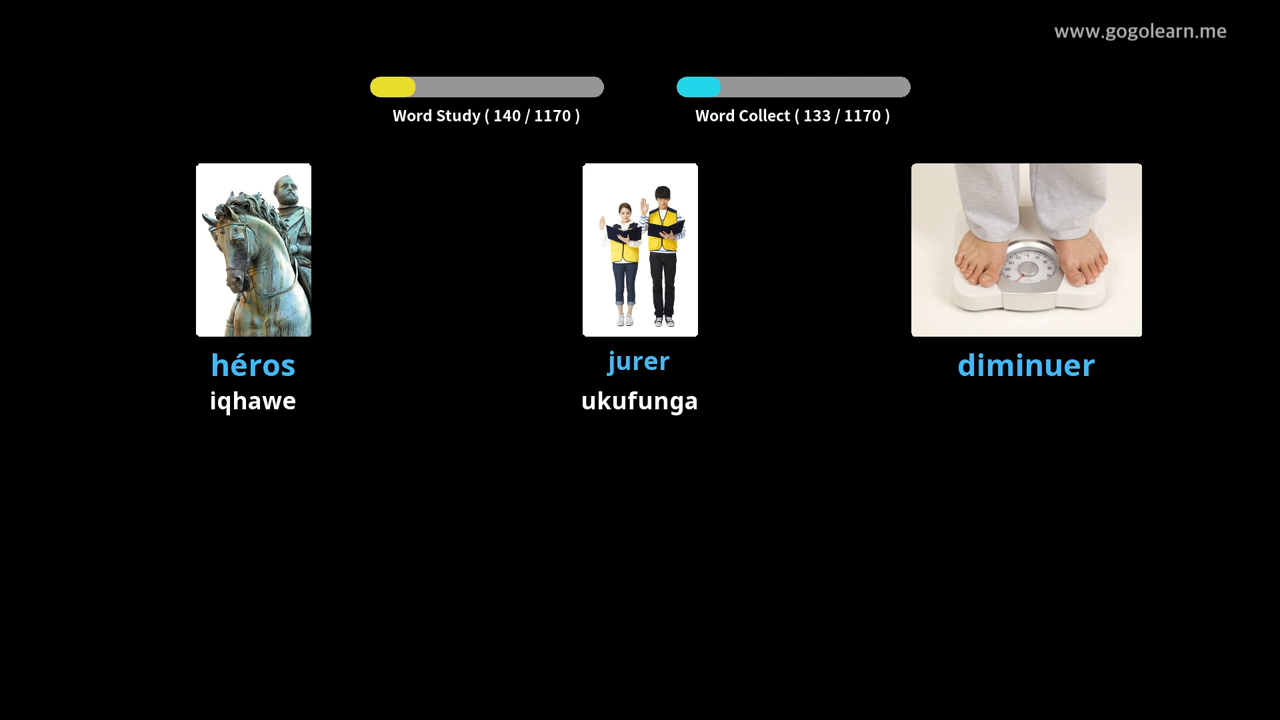 www.gogolearn.me
Word Study ( 140 / 1170 )
Word Collect ( 133 / 1170 )
héros
iqhawe
jurer
ukufunga
diminuer